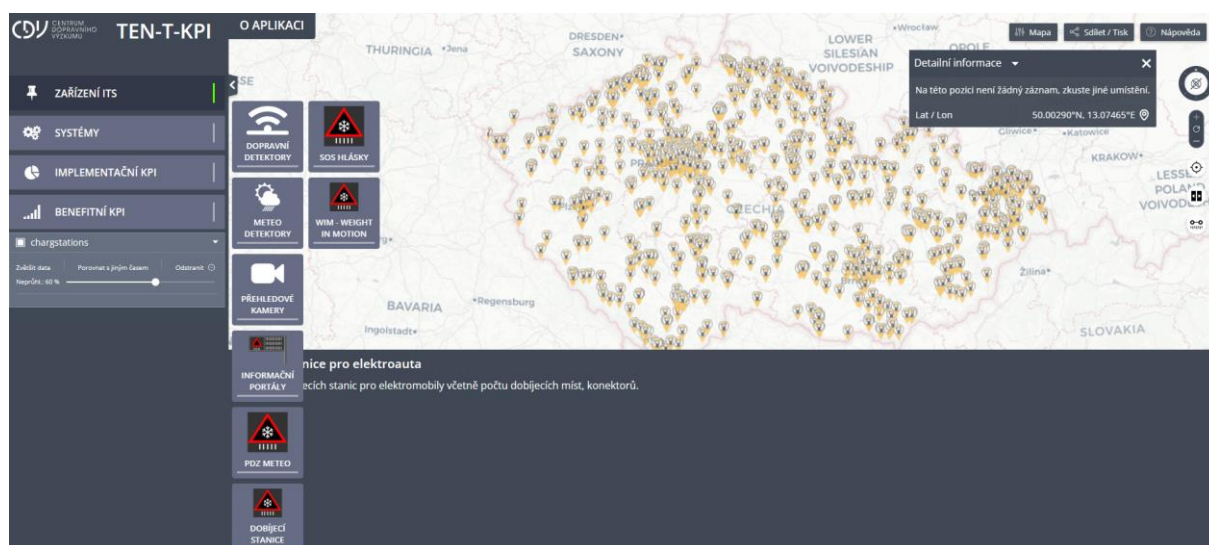 CDV CENTRUM
DOPRAVNÍHO
VÝZKUMU
TEN-T-KPI
O APLIKACI
ZAŘÍZENÍ ITS
SYSTÉMY
IMPLEMENTAČNÍ KPI
BENEFITNÍ KPI
chargstations
Zvětšit data Porovnat s jiným časem Odstranit
Neprůhl.: 60 %
DOPRAVNÍ
DETEKTORY
SOS HLÁSKY
METEO
DETEKTORY
WIM - WEIGHT
IN MOTION
PŘEHLEDOVÉ
KAMERY
INFORMAČNÍ
PORTÁLY
PDZ METEO
DOBÍJECÍ
STANICE
THURINGIA
Jena
DRESDEN
SAXONY
LOWER
SILESIAN
VOIVODESHIP
Wrocław
OPOLE
CZECHIA
Gliwice
Katowice
KRAKOW
POLA
VOIVOD
Žilina
SLOVAKIA
BAVARIA
Regensburg
Ingolstadt
Mapa
Sdílet / Tisk
Nápověda
Detailní informace
Na této pozici není žádný záznam, zkuste jiné umístění.
Lat / Lon 50.00290°N, 13.07465°E
nice pro elektroauta
ecích stanic pro elektromobily včetně počtu dobíjecích míst, konektorů.